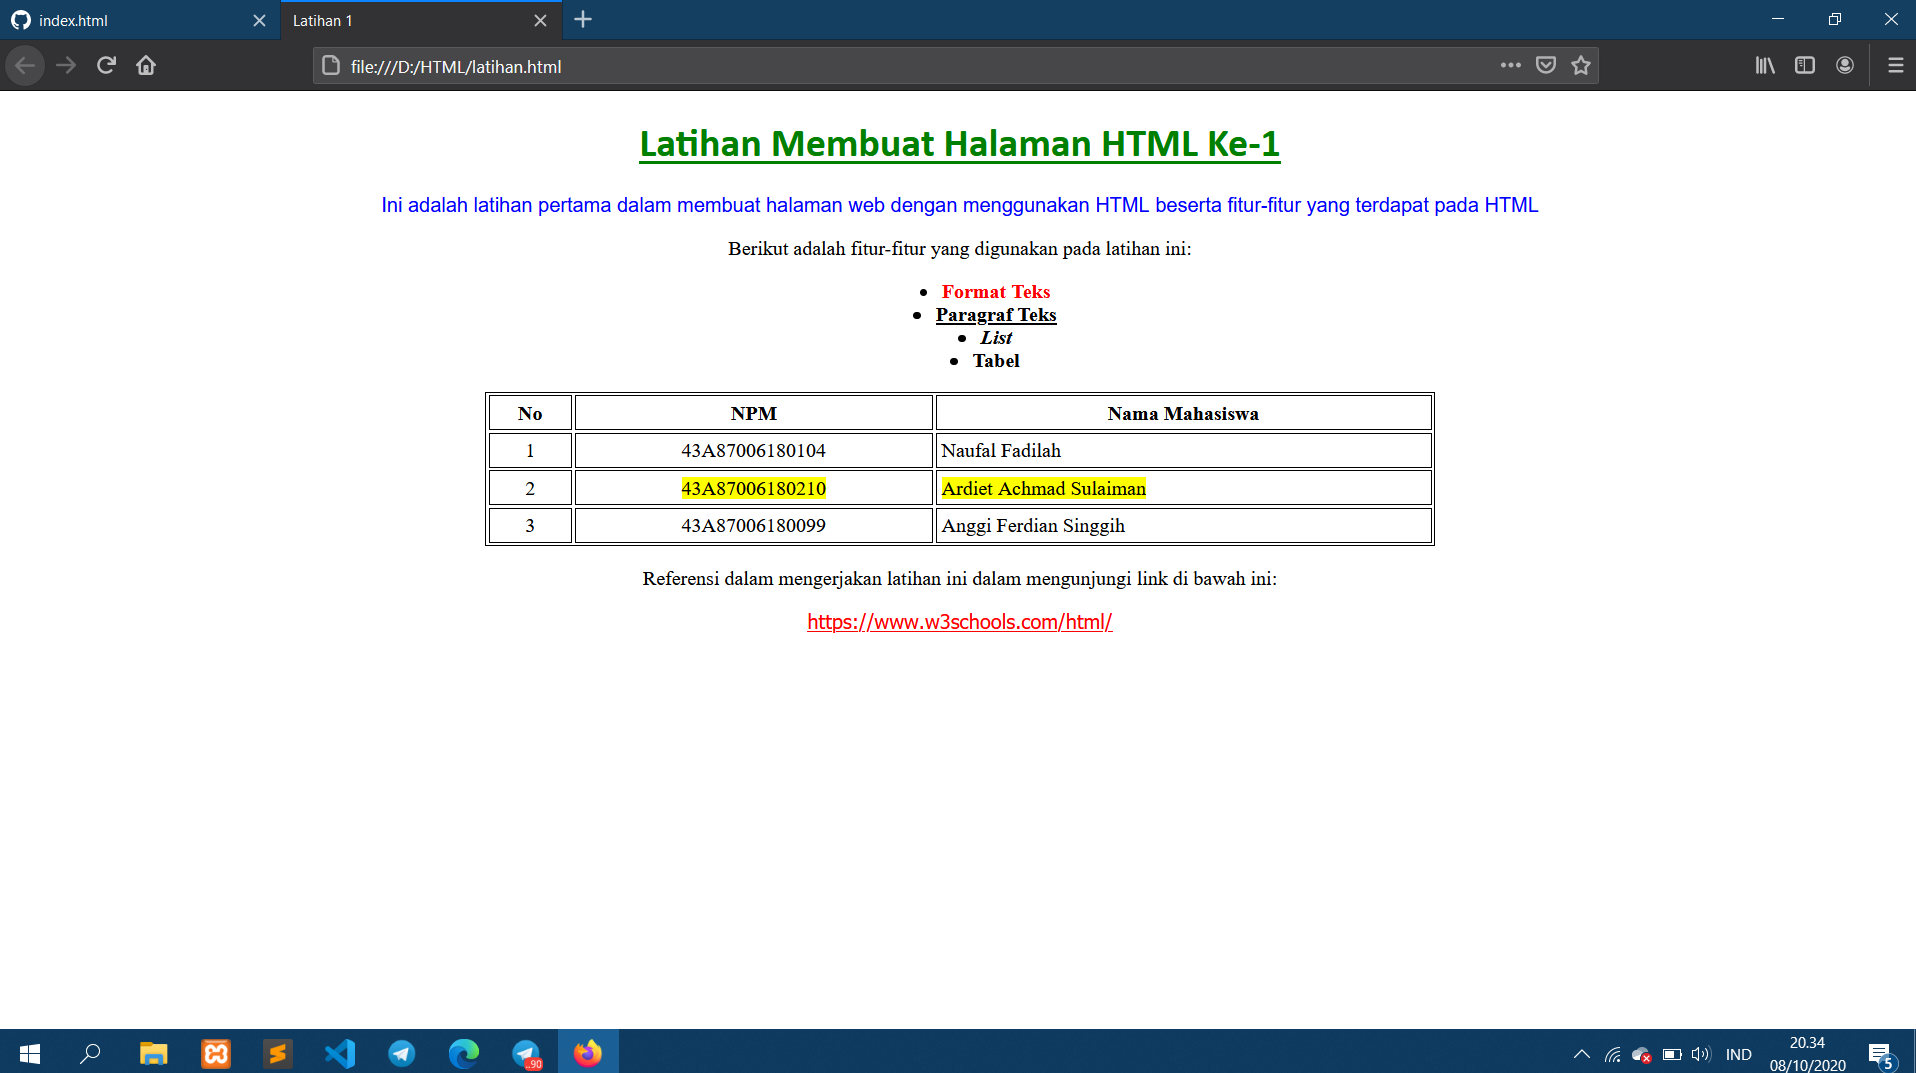 index.html
Latihan 1
file:///D:/HTML/latihan.html
Latihan Membuat Halaman HTML Ke-1
Ini adalah latihan pertama dalam membuat halaman web dengan menggunakan HTML beserta fitur-fitur yang terdapat pada HTML
Berikut adalah fitur-fitur yang digunakan pada latihan ini:
Format Teks
Paragraf Teks
List
Tabel
No NPM Nama Mahasiswa
1 43A87006180104 Naufal Fadilah
2 43A87006180210 Ardiet Achmad Sulaiman
3 43A87006180099 Anggi Ferdian Singgih
Referensi dalam mengerjakan latihan ini dalam mengunjungi link di bawah ini:
https://www.w3schools.com/html/
..90
IND
20.34
08/10/2020
5